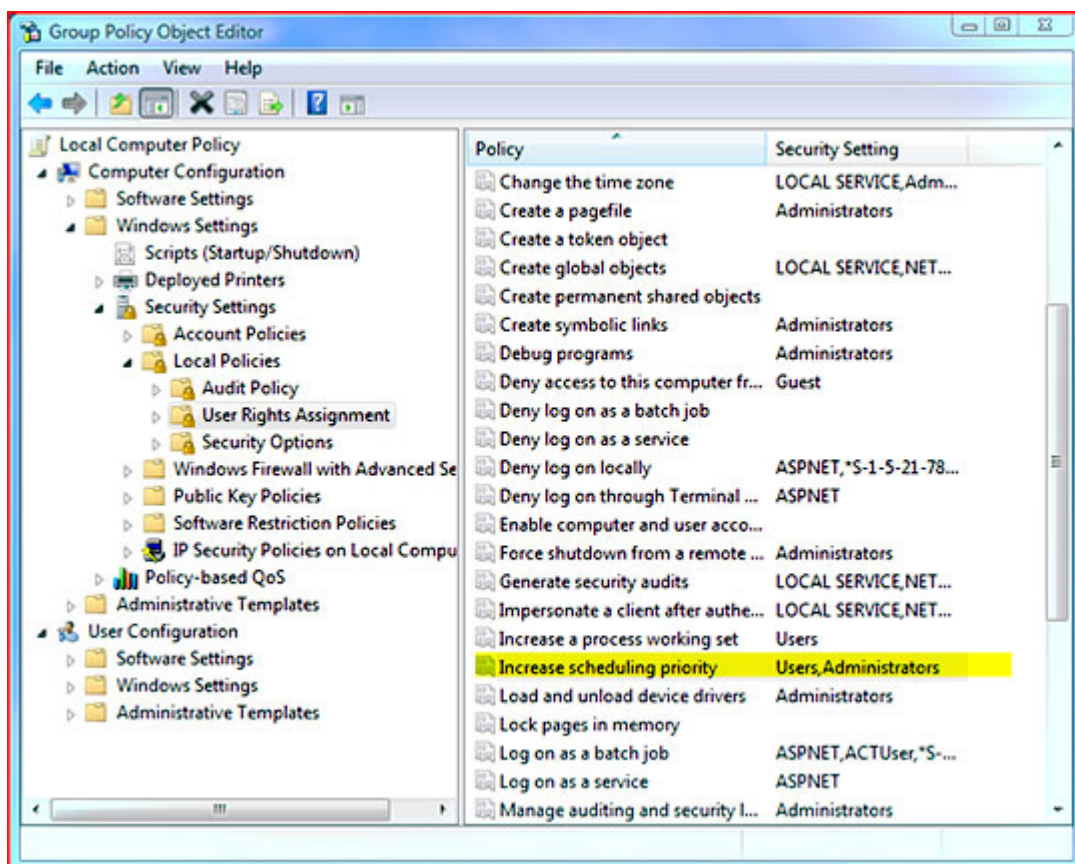 Group Policy Object Editor
File Action View Help
Local Computer Policy
Computer Configuration
Software Settings
Windows Settings
Scripts (Startup/Shutdown)
Deployed Printers
Security Settings
Account Policies
Local Policies
Audit Policy
User Rights Assignment
Security Options
Windows Firewall with Advanced Se
Public Key Policies
Software Restriction Policies
IP Security Policies on Local Compu
Policy-based QoS
Administrative Templates
User Configuration
Software Settings
Windows Settings
Administrative Templates
Policy Security Setting
Change the time zone LOCAL SERVICE,Adm...
Create a pagefile Administrators
Create a token object
Create global objects LOCAL SERVICE,NET...
Create permanent shared objects
Create symbolic links Administrators
Debug programs Administrators
Deny access to this computer fr... Guest
Deny log on as a batch job
Deny log on as a service
Deny log on locally ASPNET,*S-1-5-21-78...
Deny log on through Terminal ... ASPNET
Enable computer and user acco...
Force shutdown from a remote ... Administrators
Generate security audits LOCAL SERVICE,NET...
Impersonate a client after authe... LOCAL SERVICE,NET...
Increase a process working set Users
Increase scheduling priority Users,Administrators
Load and unload device drivers Administrators
Lock pages in memory
Log on as a batch job ASPNET,ACTUser,*S-...
Log on as a service ASPNET
Manage auditing and security l... Administrators